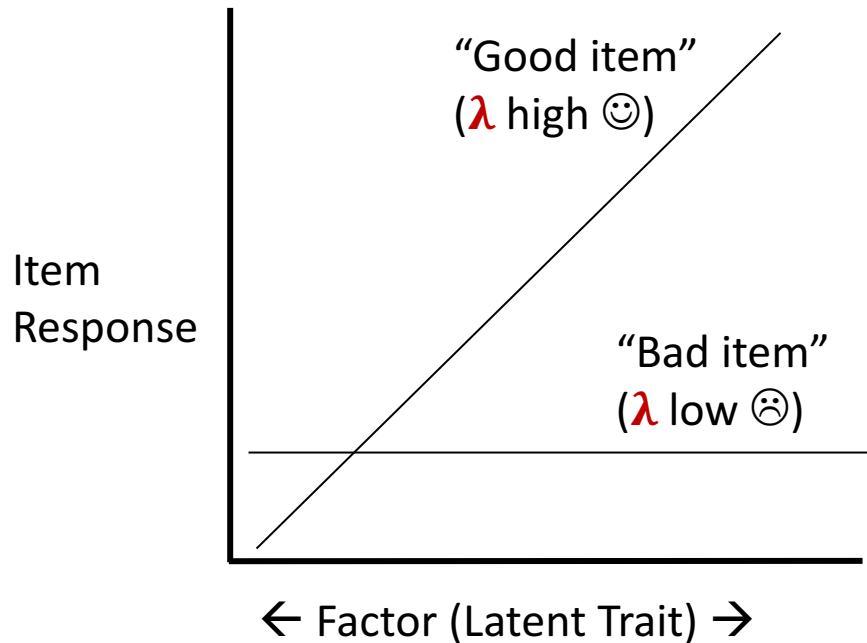 “Good item”
(λ high ☺)
Item
Response
“Bad item”
(λ low ☹)
← Factor (Latent Trait) →